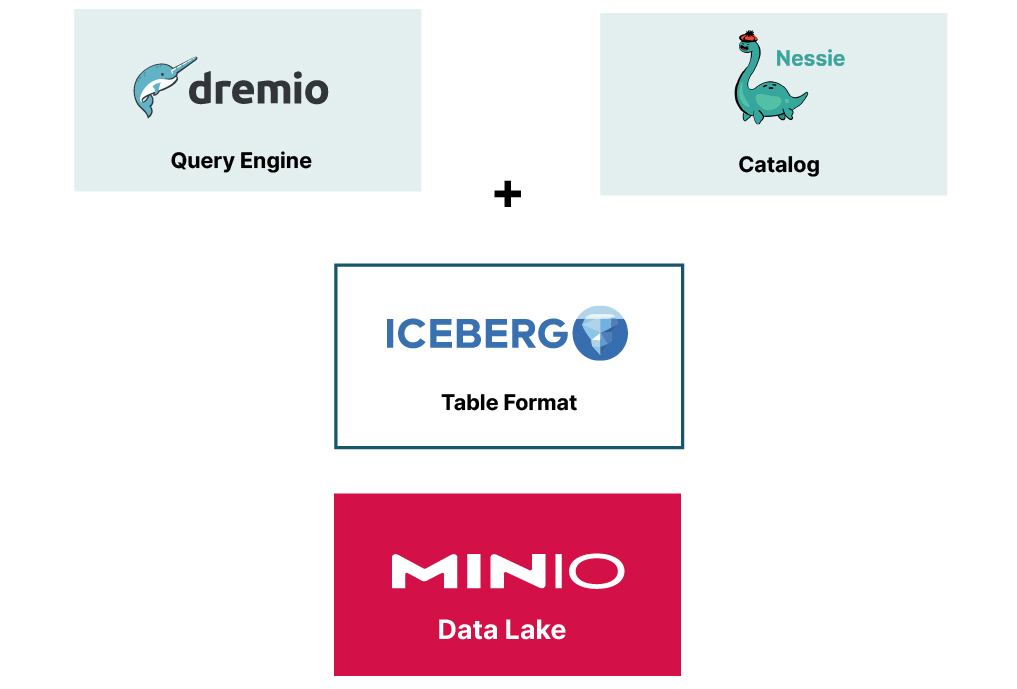 dremio
Query Engine
Nessie
Catalog
+
ICEBERG
Table Format
MINIO
Data Lake